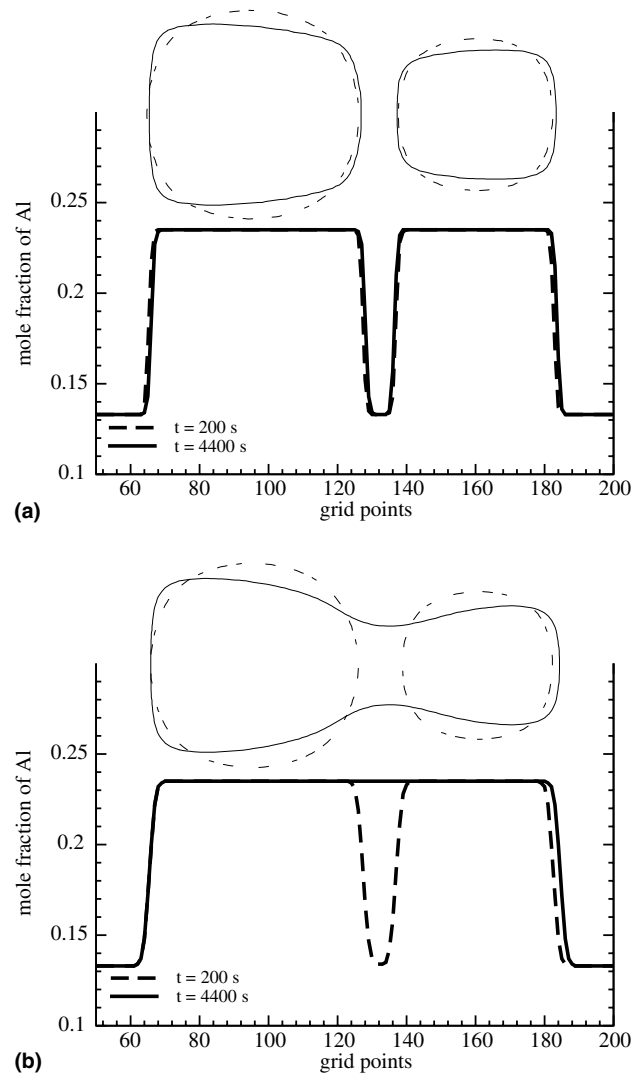 0.25
0.2
0.15
0.1
mole fraction of Al
t = 200 s
t = 4400 s
60 80 100 120 140 160 180 200
grid points
(a)
0.25
0.2
0.15
0.1
mole fraction of Al
t = 200 s
t = 4400 s
60 80 100 120 140 160 180 200
grid points
(b)